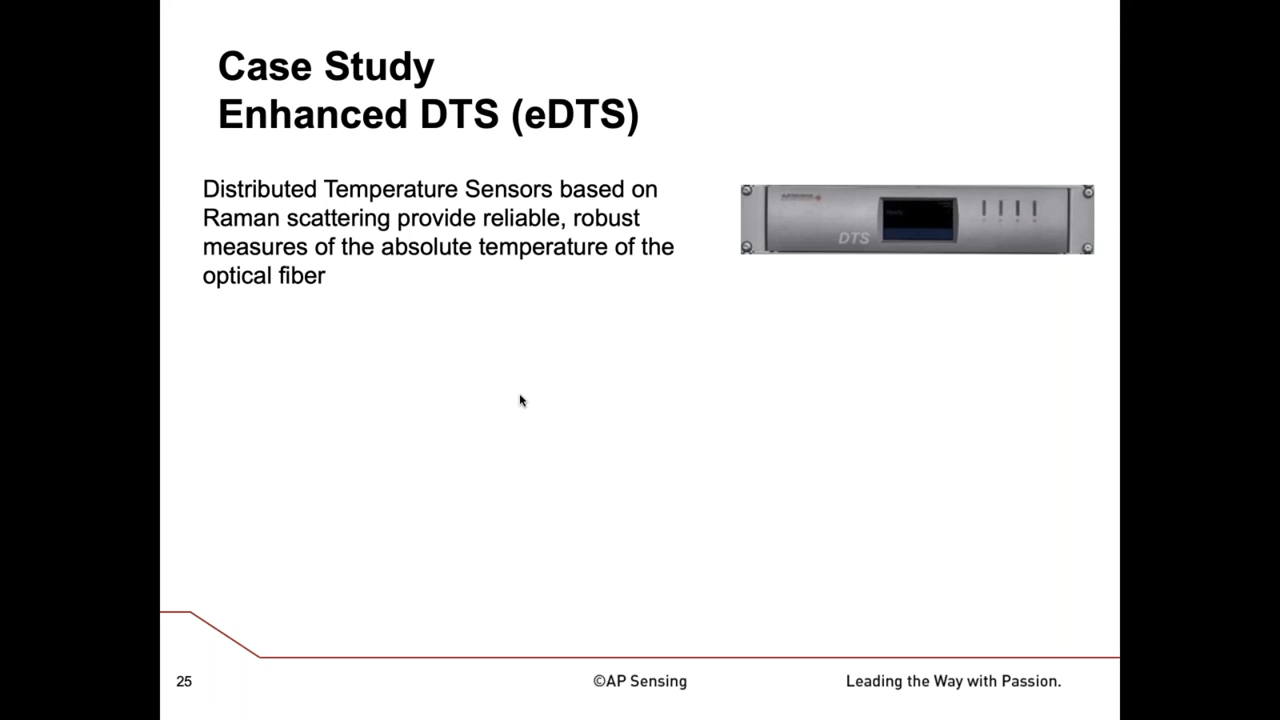 Case Study
Enhanced DTS (eDTS)
Distributed Temperature Sensors based on
Raman scattering provide reliable, robust
measures of the absolute temperature of the
optical fiber
DTS
25
©AP Sensing
Leading the Way with Passion.